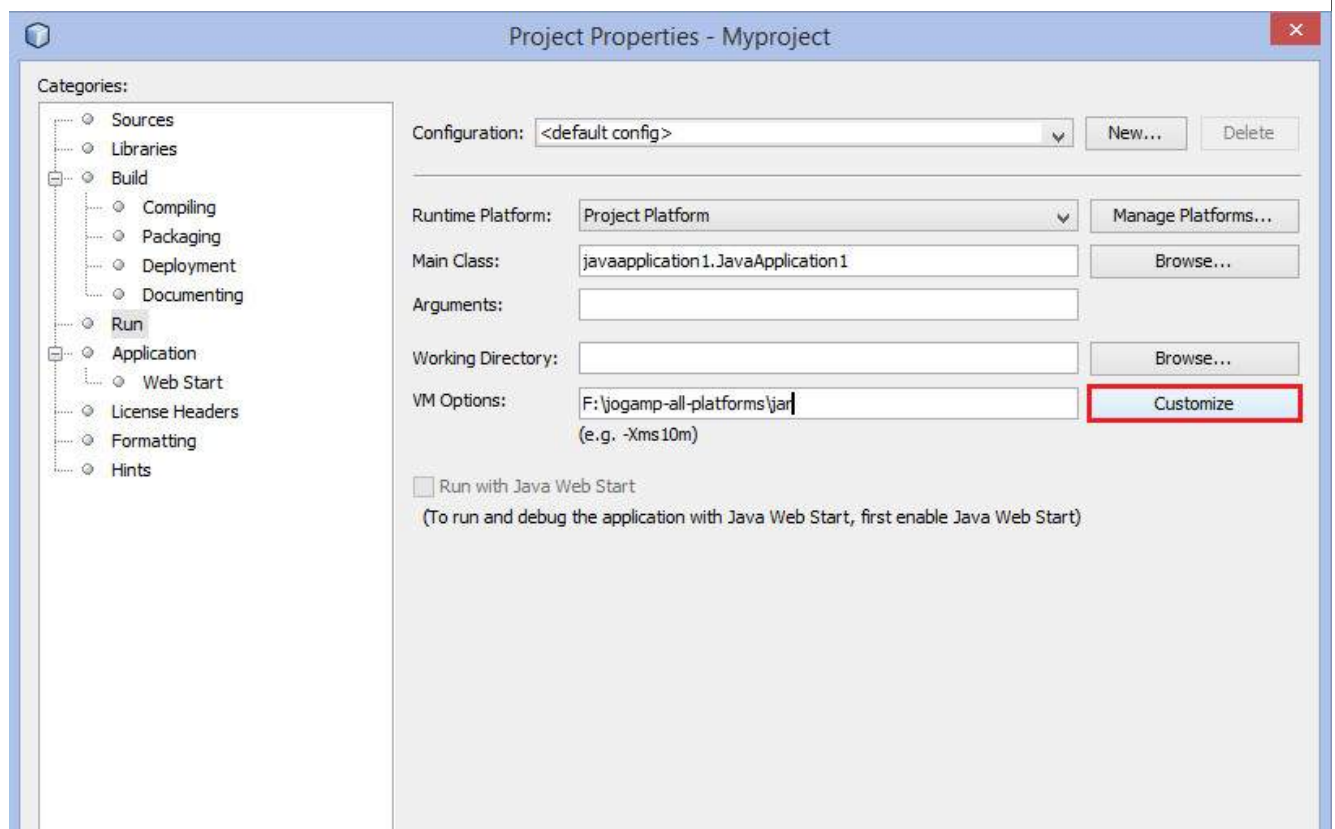 Project Properties - Myproject
Categories:
Sources
Libraries
Build
Compiling
Packaging
Deployment
Documenting
Run
Application
Web Start
License Headers
Formatting
Hints
Configuration: <default config> New... Delete
Runtime Platform: Project Platform Manage Platforms...
Main Class: javaapplication1.JavaApplication1 Browse...
Arguments:
Working Directory: Browse...
VM Options: F:\jogamp-all-platforms\jar Customize
(e.g. -Xms10m)
Run with Java Web Start
(To run and debug the application with Java Web Start, first enable Java Web Start)